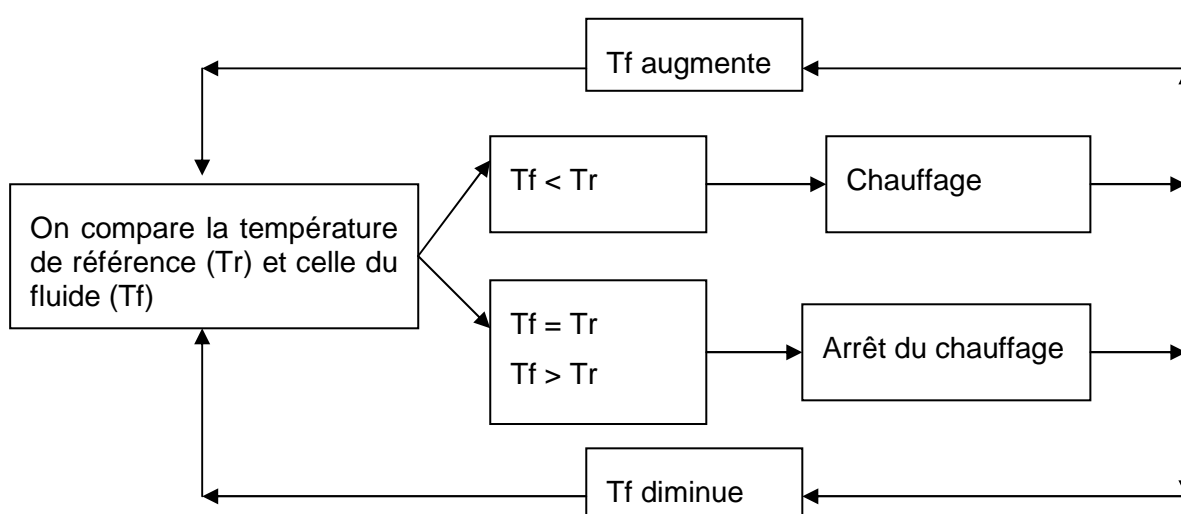 Tf augmente
Tf < Tr
Chauffage
On compare la température
de référence (Tr) et celle du
fluide (Tf)
Tf = Tr
Tf > Tr
Arrêt du chauffage
Tf diminue